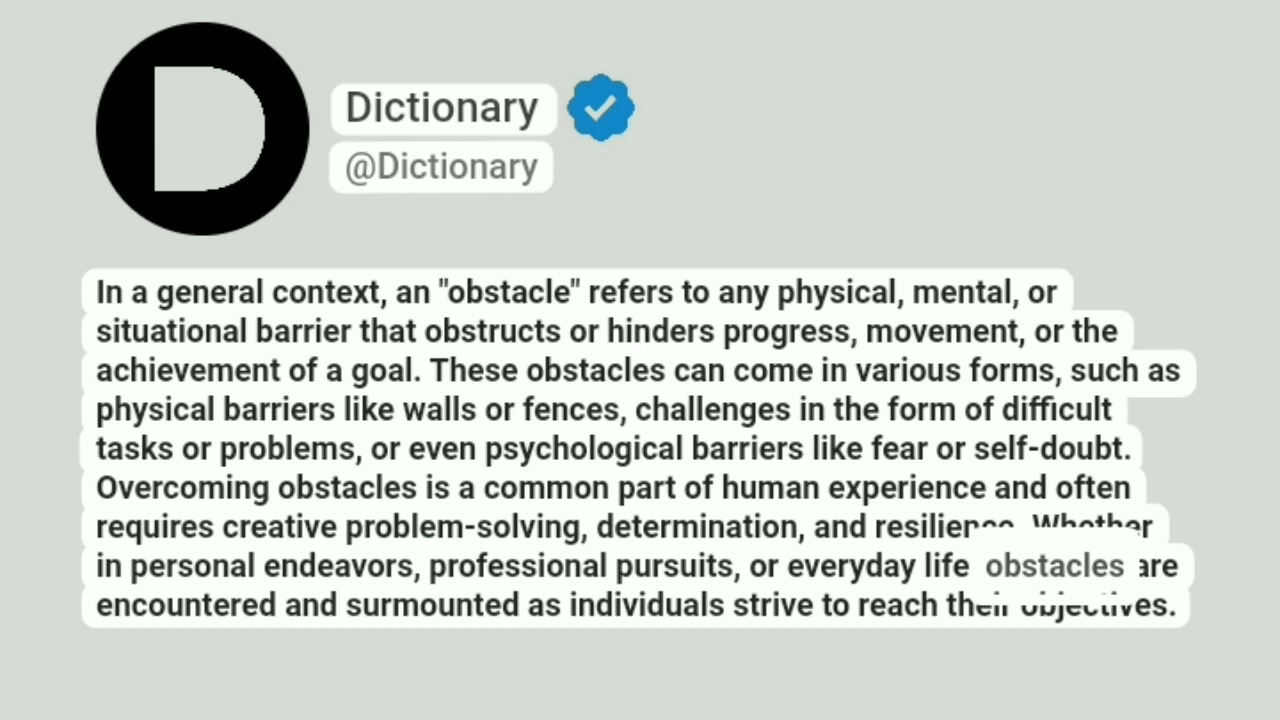 D
Dictionary
@Dictionary
In a general context, an "obstacle" refers to any physical, mental, or
situational barrier that obstructs or hinders progress, movement, or the
achievement of a goal. These obstacles can come in various forms, such as
physical barriers like walls or fences, challenges in the form of difficult
tasks or problems, or even psychological barriers like fear or self-doubt.
Overcoming obstacles is a common part of human experience and often
requires creative problem-solving, determination, and resilience. Whether
in personal endeavors, professional pursuits, or everyday life obstacles are
encountered and surmounted as individuals strive to reach their objectives.